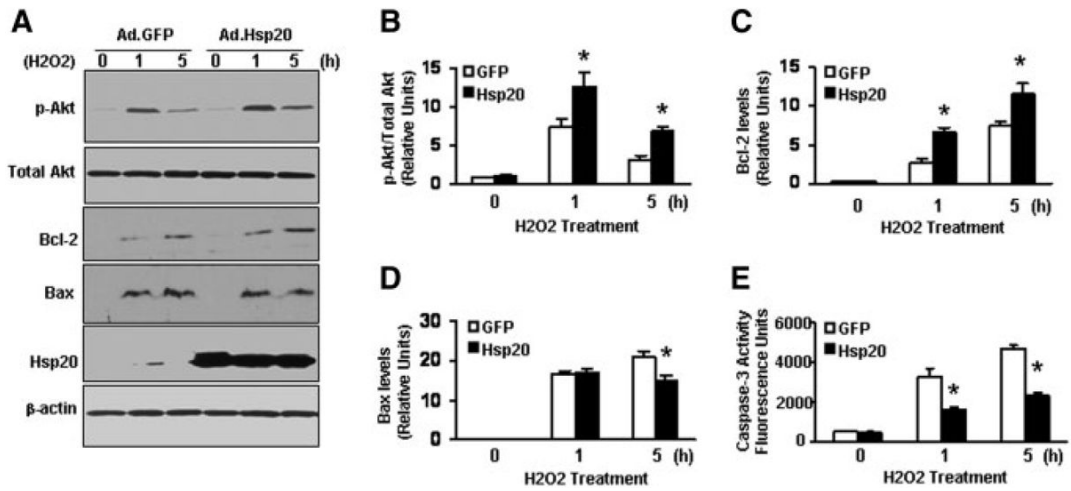 A
Ad.GFP Ad.Hsp20
(H2O2) 0 1 5 0 1 5 (h)
p-Akt
Total Akt
Bcl-2
Bax
Hsp20
β-actin
B
p-Akt/Total Akt
(Relative Units)
15
10
5
0
GFP
Hsp20
*
*
0 1 5 (h)
H2O2 Treatment
C
Bcl-2 levels
(Relative Units)
15
10
5
0
GFP
Hsp20
*
*
0 1 5 (h)
H2O2 Treatment
D
Bax levels
(Relative Units)
30
20
10
0
GFP
Hsp20
*
0 1 5 (h)
H2O2 Treatment
E
Caspase-3 Activity
Fluorescence Units
6000
4000
2000
0
GFP
Hsp20
*
*
0 1 5 (h)
H2O2 Treatment